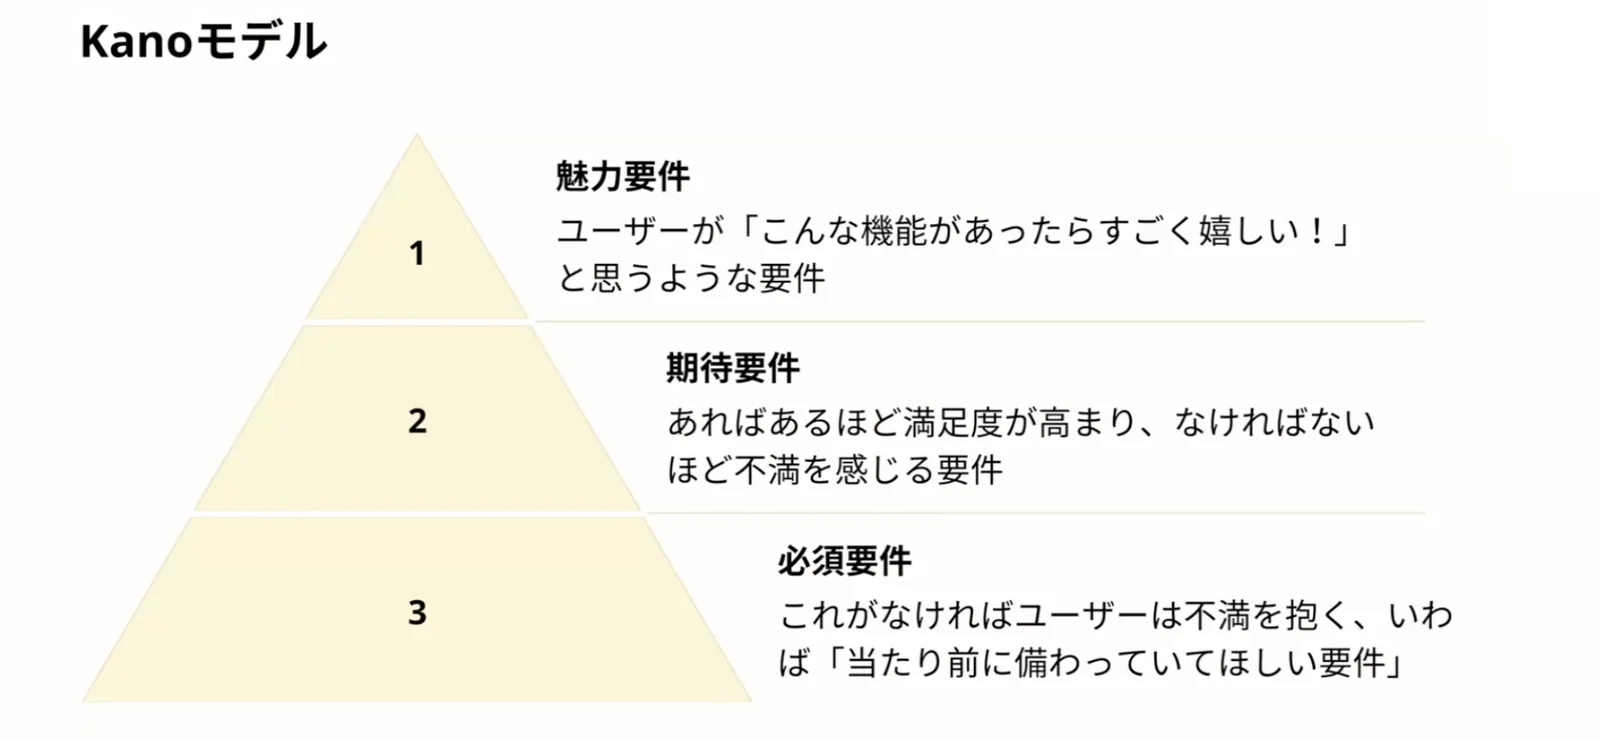 Kanoモデル
1
魅力要件
ユーザーが「こんな機能があったらすごく嬉しい！」
と思うような要件
2
期待要件
あればあるほど満足度が高まり、なければない
ほど不満を感じる要件
3
必須要件
これがなければユーザーは不満を抱く、いわ
ば「当たり前に備わっていてほしい要件」